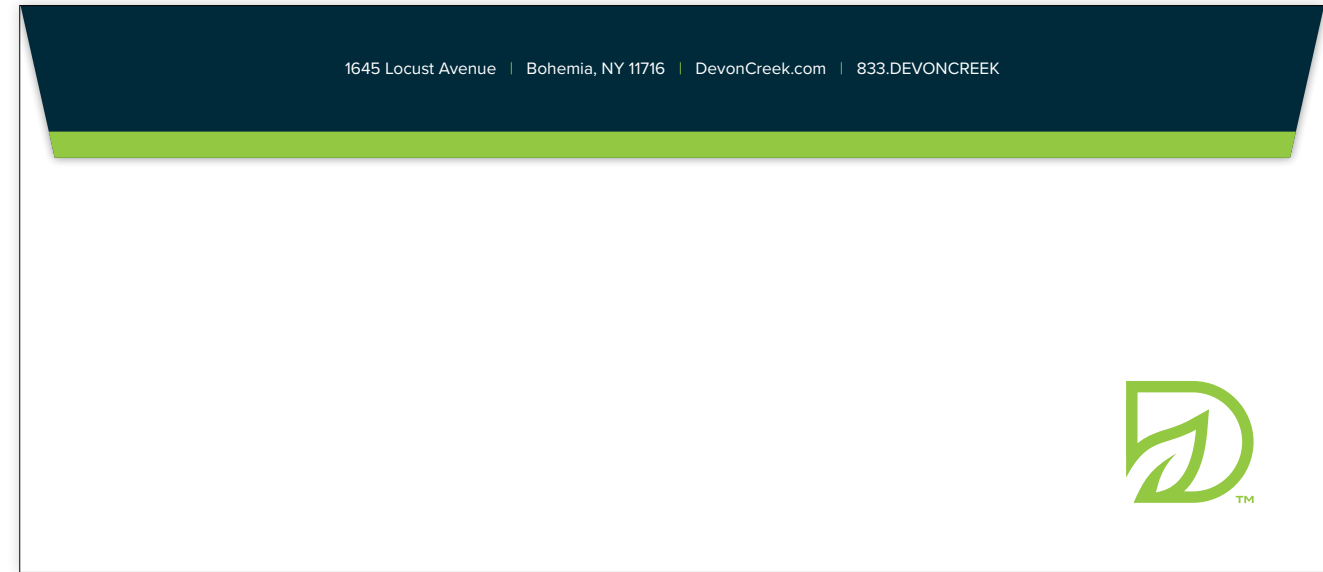 1645 Locust Avenue | Bohemia, NY 11716 | DevonCreek.com | 833.DEVONCREEK
TM